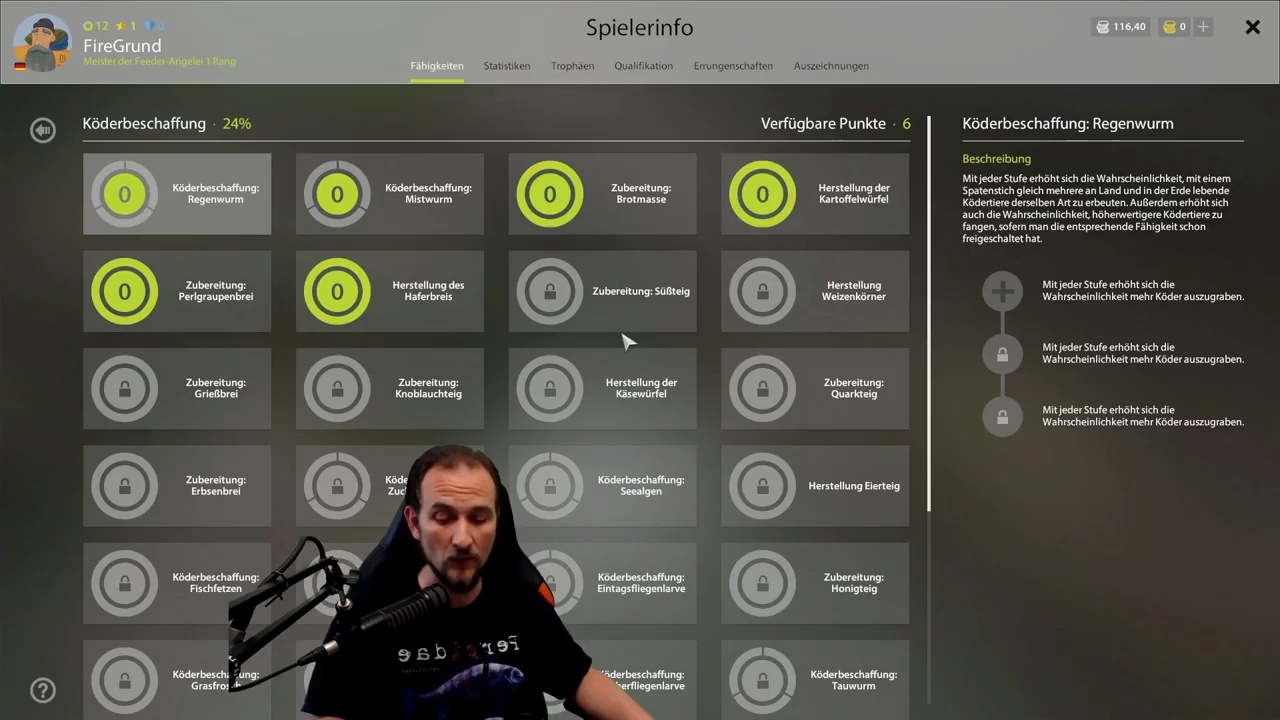 12 1 0
FireGrund
Meister der Feeder-Angelei 1 Rang
Spielerinfo
116,40
0
Fähigkeiten
Statistiken
Trophäen
Qualifikation
Errungenschaften
Auszeichnungen
Köderbeschaffung · 24%
Verfügbare Punkte · 6
0
Köderbeschaffung:
Regenwurm
0
Köderbeschaffung:
Mistwurm
0
Zubereitung:
Brotmasse
0
Herstellung der
Kartoffelwürfel
0
Zubereitung:
Perlgraupenbrei
0
Herstellung des
Haferbreis
Zubereitung: Süßteig
Herstellung
Weizenkörner
Zubereitung:
Grießbrei
Zubereitung:
Knoblauchteig
Herstellung der
Käsewürfel
Zubereitung:
Quarkteig
Zubereitung:
Erbsenbrei
Köderbeschaffung:
Seealgen
Herstellung Eierteig
Köderbeschaffung:
Fischfetzen
Köderbeschaffung:
Eintagsfliegenlarve
Zubereitung:
Honigteig
Köderbeschaffung:
Grasfrosch
Köderbeschaffung:
Köcherfliegenlarve
Köderbeschaffung:
Tauwurm
Köderbeschaffung: Regenwurm
Beschreibung
Mit jeder Stufe erhöht sich die Wahrscheinlichkeit, mit einem
Spatenstich gleich mehrere an Land und in der Erde lebende
Ködertiere derselben Art zu erbeuten. Außerdem erhöht sich
auch die Wahrscheinlichkeit, höherwertigere Ködertiere zu
fangen, sofern man die entsprechende Fähigkeit schon
freigeschaltet hat.
Mit jeder Stufe erhöht sich die
Wahrscheinlichkeit mehr Köder auszugraben.
Mit jeder Stufe erhöht sich die
Wahrscheinlichkeit mehr Köder auszugraben.
Mit jeder Stufe erhöht sich die
Wahrscheinlichkeit mehr Köder auszugraben.